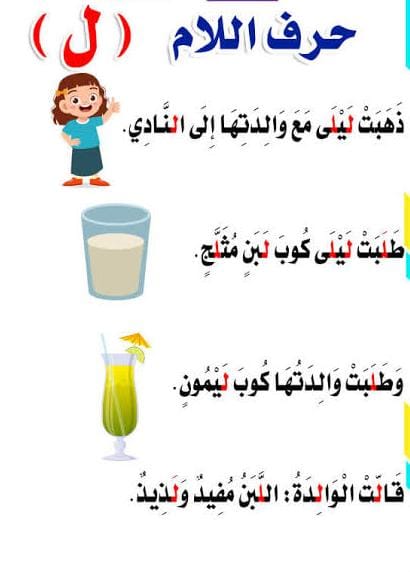 حرف اللام ( ل )
ذَهَبَتْ لَيْلَى مَعَ وَالِدَتِهَا إِلَى النَّادِي.
طَلَبَتْ لَيْلَى كُوبَ لَبَنٍ مُثَلَّجٍ.
وَطَلَبَتْ وَالِدَتُهَا كُوبَ لَيْمُونٍ.
قَالَتْ الْوَالِدَةُ: اللَّبَنُ مُفِيدٌ وَلَذِيذٌ.